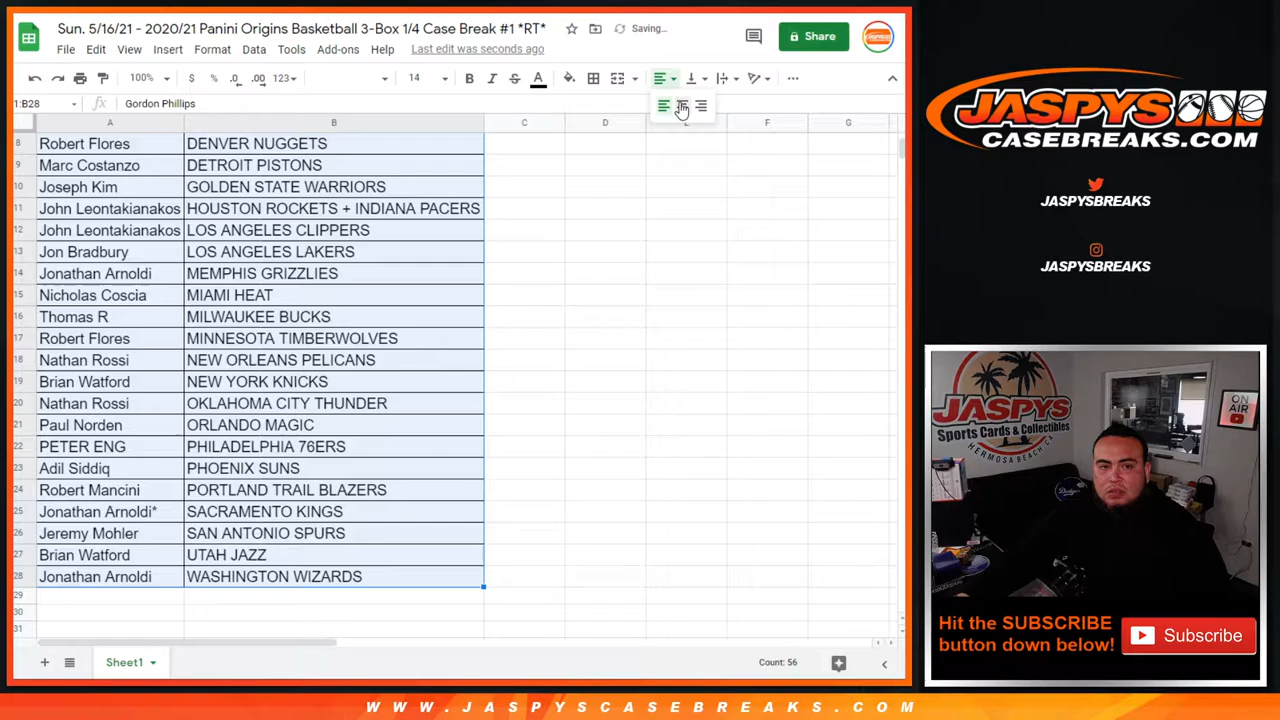 Sun. 5/16/21 - 2020/21 Panini Origins Basketball 3-Box 1/4 Case Break #1 *RT*
Saving...
Share
File Edit View Insert Format Data Tools Add-ons Help Last edit was seconds ago
100% $ % .0 .00 123 14 B I S A
1:B28 fx Gordon Phillips
A B C D E F G
8 Robert Flores DENVER NUGGETS
9 Marc Costanzo DETROIT PISTONS
10 Joseph Kim GOLDEN STATE WARRIORS
11 John Leontakianakos HOUSTON ROCKETS + INDIANA PACERS
12 John Leontakianakos LOS ANGELES CLIPPERS
13 Jon Bradbury LOS ANGELES LAKERS
14 Jonathan Arnoldi MEMPHIS GRIZZLIES
15 Nicholas Coscia MIAMI HEAT
16 Thomas R MILWAUKEE BUCKS
17 Robert Flores MINNESOTA TIMBERWOLVES
18 Nathan Rossi NEW ORLEANS PELICANS
19 Brian Watford NEW YORK KNICKS
20 Nathan Rossi OKLAHOMA CITY THUNDER
21 Paul Norden ORLANDO MAGIC
22 PETER ENG PHILADELPHIA 76ERS
23 Adil Siddiq PHOENIX SUNS
24 Robert Mancini PORTLAND TRAIL BLAZERS
25 Jonathan Arnoldi* SACRAMENTO KINGS
26 Jeremy Mohler SAN ANTONIO SPURS
27 Brian Watford UTAH JAZZ
28 Jonathan Arnoldi WASHINGTON WIZARDS
29
30
31
Sheet1
Count: 56
JASPYS
CASEBREAKS.COM
JASPYSBREAKS
JASPYSBREAKS
JASPYS
Sports Cards & Collectibles
HERMOSA BEACH CA
ON
AIR
Dodgers
Hit the SUBSCRIBE
button down below!
Subscribe
WWW.JASPYSCASEBREAKS.COM